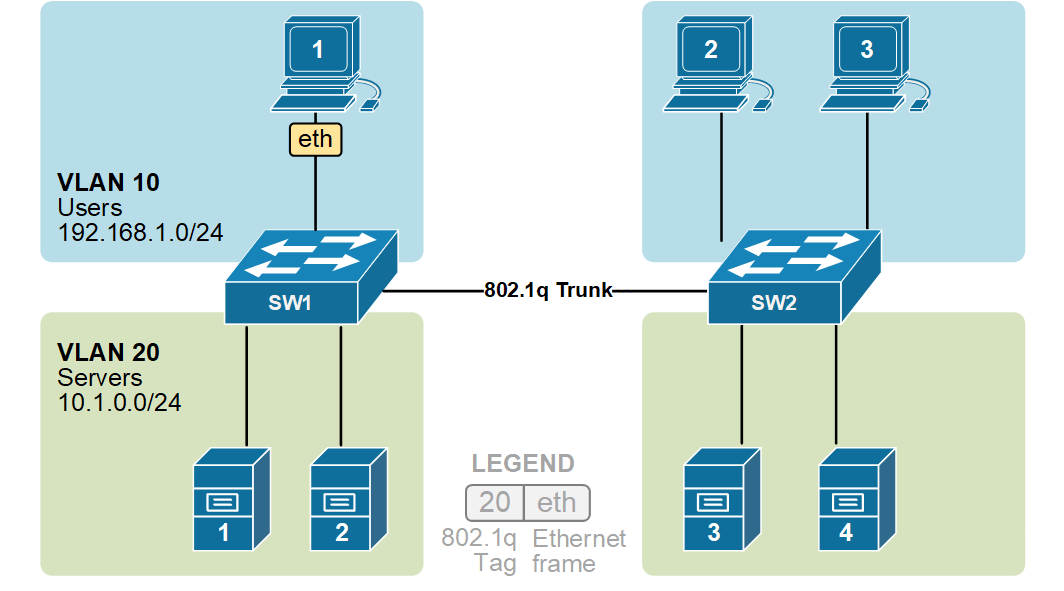 1
2
3
eth
VLAN 10
Users
192.168.1.0/24
SW1
802.1q Trunk
SW2
VLAN 20
Servers
10.1.0.0/24
1
2
3
4
LEGEND
20 eth
802.1q Ethernet
Tag frame